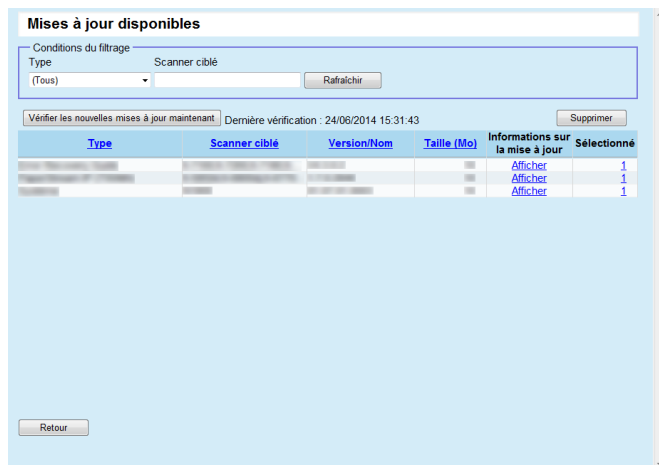 Mises à jour disponibles
Conditions du filtrage
Type Scanner ciblé
(Tous) Rafraîchir
Vérifier les nouvelles mises à jour maintenant Dernière vérification : 24/06/2014 15:31:43 Supprimer
Type Scanner ciblé Version/Nom Taille (Mo) Informations sur la mise à jour Sélectionné
Afficher 1
Afficher 1
Afficher 1
Retour